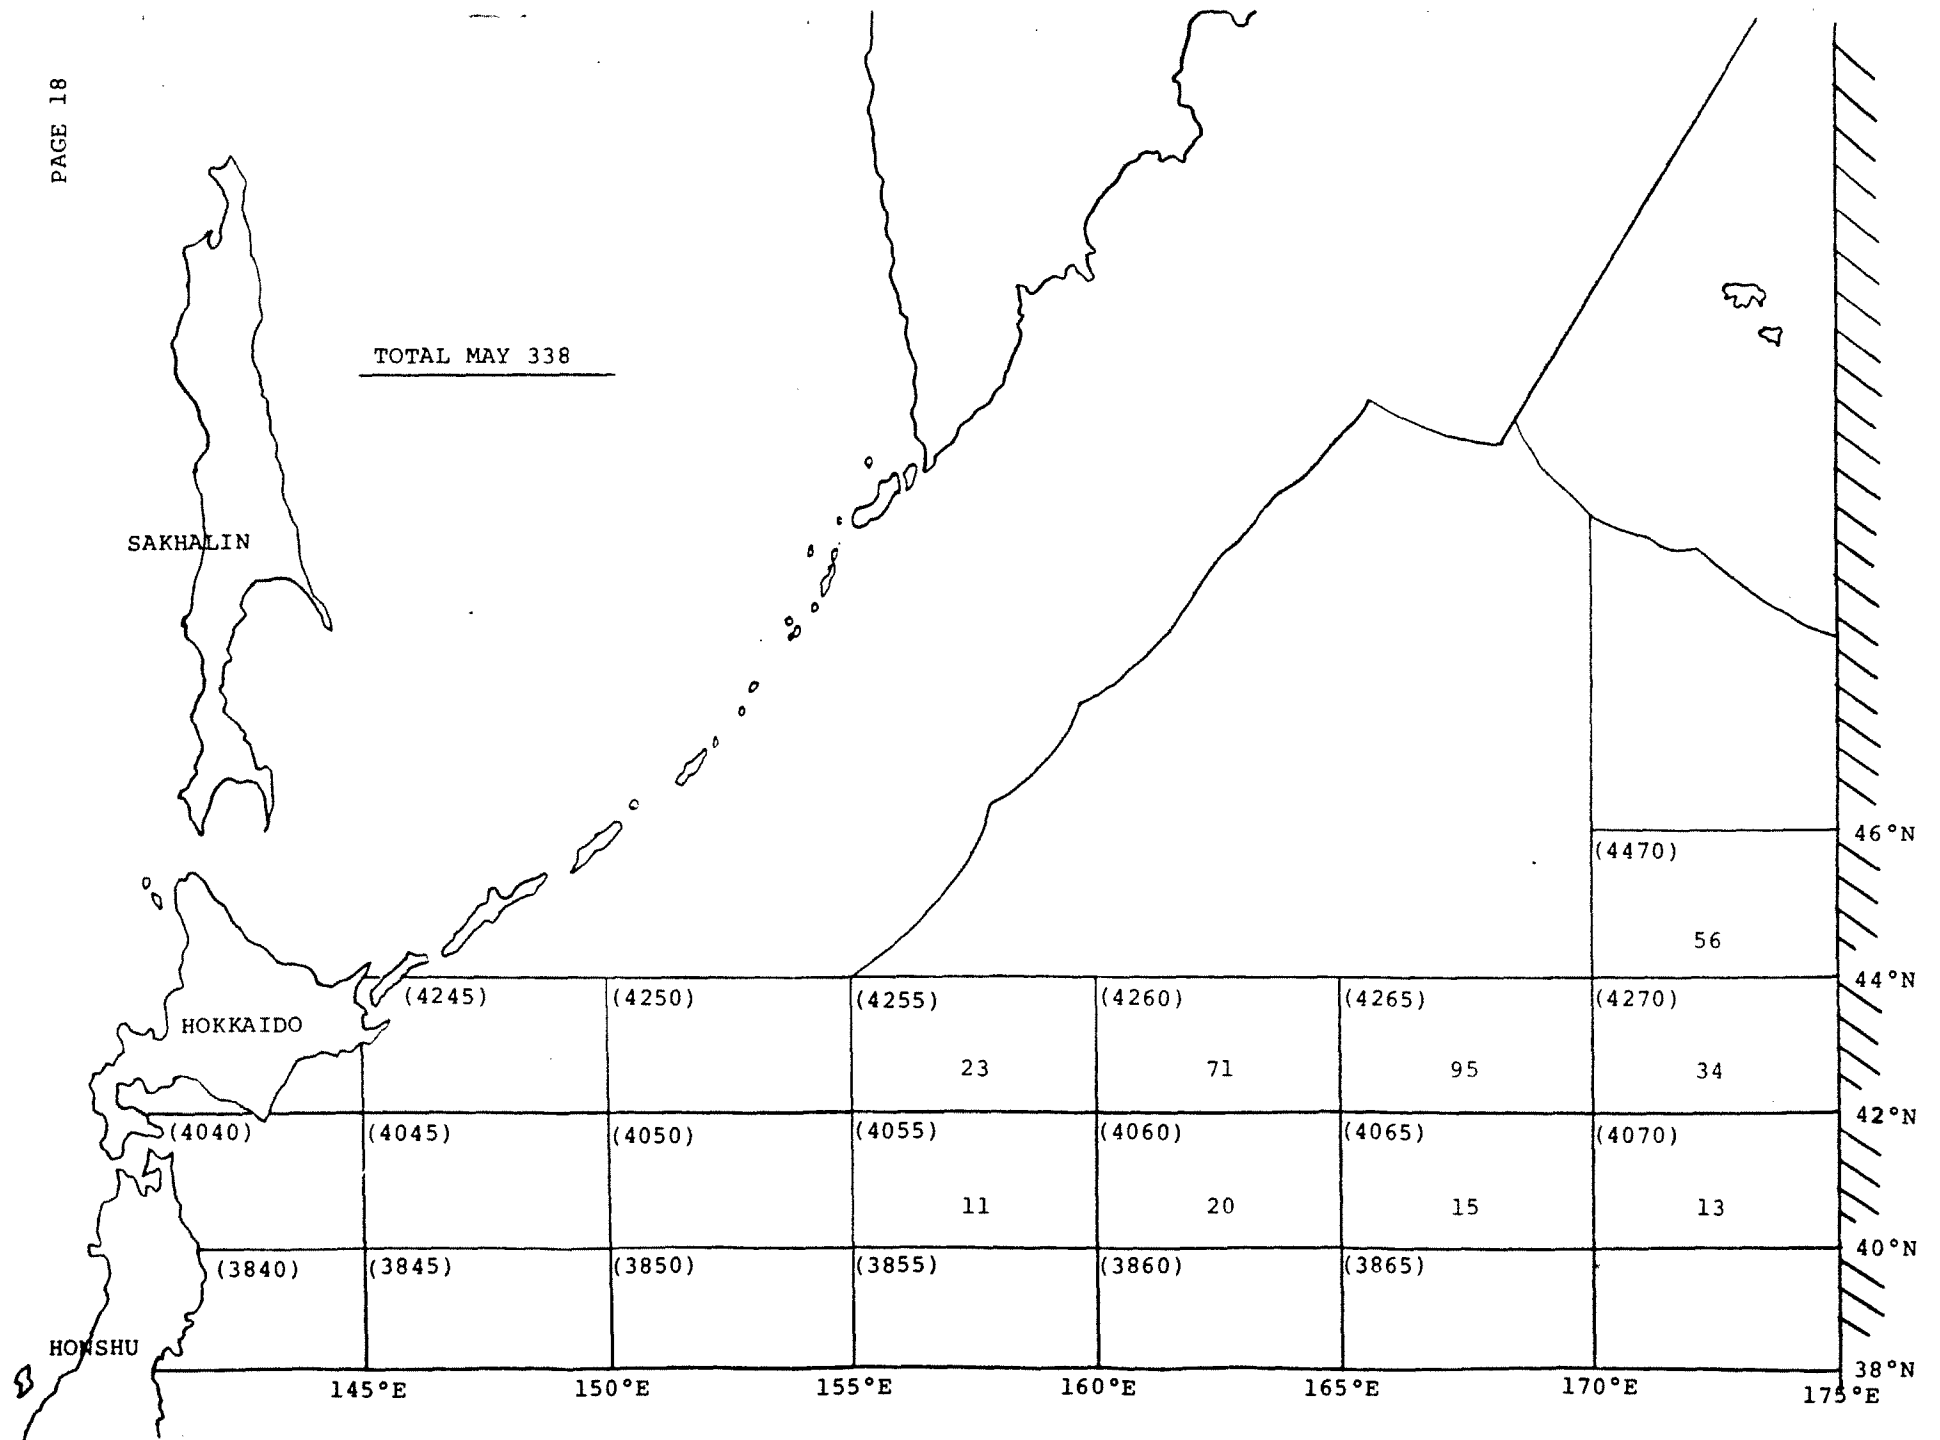 PAGE 18
TOTAL MAY 338
SAKHALIN
46°N
(4470)
56
44°N
(4245) (4250) (4255) (4260) (4265) (4270)
HOKKAIDO
23 71 95 34
42°N
(4040) (4045) (4050) (4055) (4060) (4065) (4070)
11 20 15 13
40°N
(3840) (3845) (3850) (3855) (3860) (3865)
HONSHU
38°N
145°E 150°E 155°E 160°E 165°E 170°E 175°E